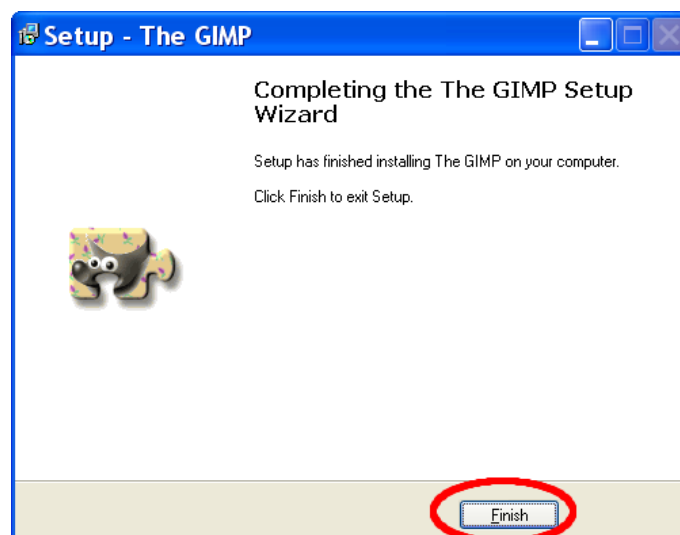 Setup - The GIMP
Completing the The GIMP Setup
Wizard
Setup has finished installing The GIMP on your computer.
Click Finish to exit Setup.
Finish